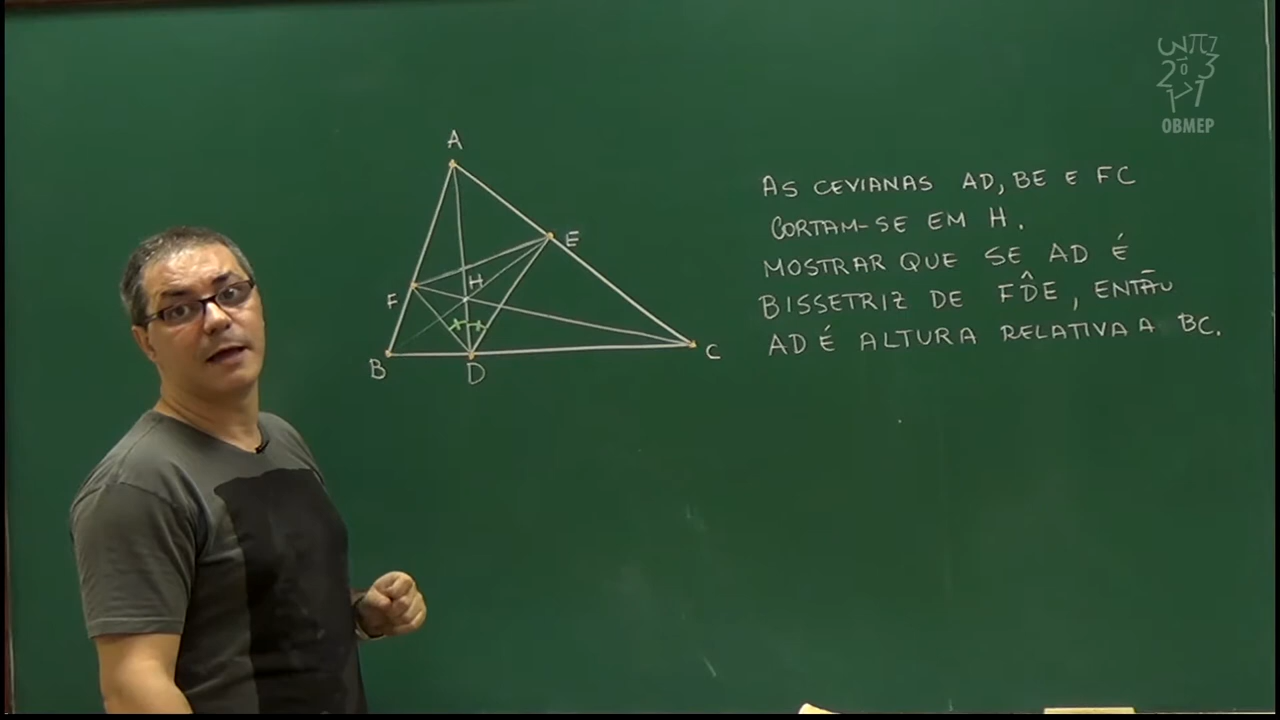 A
E
H
F
B
D
C
AS CEVIANAS AD, BE E FC
CORTAM-SE EM H.
MOSTRAR QUE SE AD É
BISSETRIZ DE FD̂E, ENTÃO
AD É ALTURA RELATIVA A BC.
OBMEP